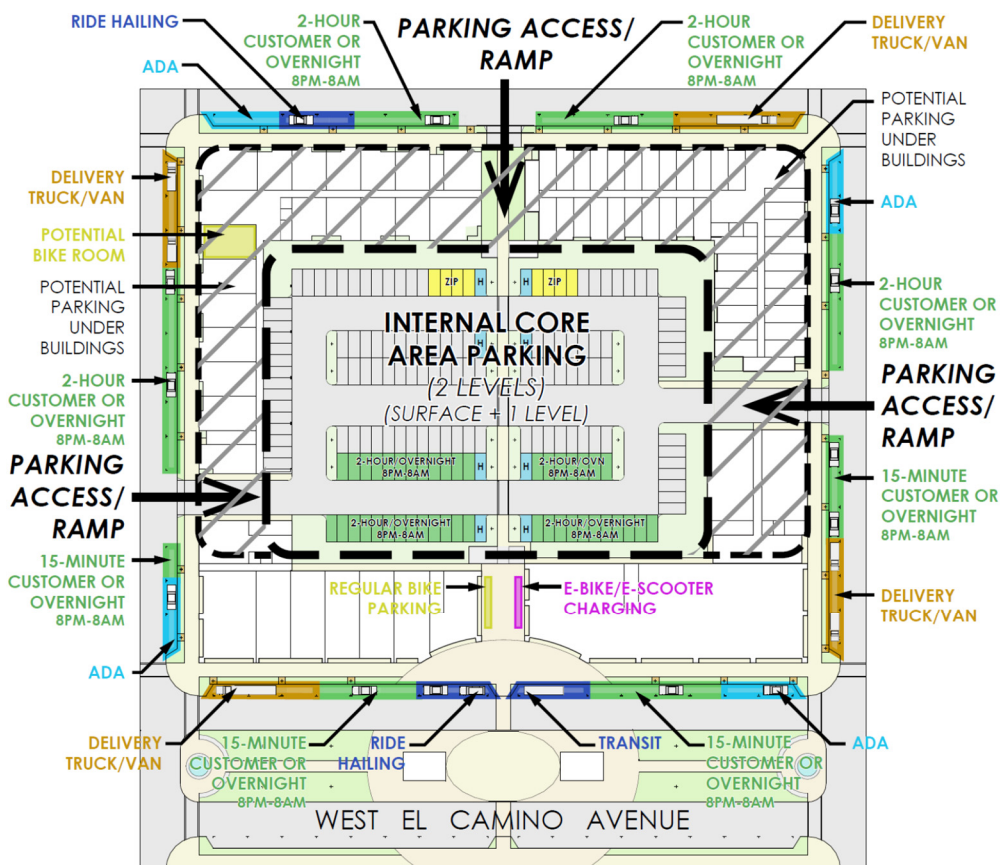 RIDE HAILING
2-HOUR
CUSTOMER OR
OVERNIGHT
8PM-8AM
PARKING ACCESS/
RAMP
2-HOUR
CUSTOMER OR
OVERNIGHT
8PM-8AM
DELIVERY
TRUCK/VAN
ADA
POTENTIAL
PARKING
UNDER
BUILDINGS
DELIVERY
TRUCK/VAN
ADA
POTENTIAL
BIKE ROOM
POTENTIAL
PARKING
UNDER
BUILDINGS
2-HOUR
CUSTOMER OR
OVERNIGHT
8PM-8AM
ZIP
H
H
ZIP
INTERNAL CORE
AREA PARKING
(2 LEVELS)
(SURFACE + 1 LEVEL)
H
H
H
H
2-HOUR
CUSTOMER OR
OVERNIGHT
8PM-8AM
PARKING
ACCESS/
RAMP
PARKING
ACCESS/
RAMP
2-HOUR/OVERNIGHT
8PM-8AM
H
H
2-HOUR/OVN
8PM-8AM
15-MINUTE
CUSTOMER OR
OVERNIGHT
8PM-8AM
2-HOUR/OVERNIGHT
8PM-8AM
H
H
2-HOUR/OVERNIGHT
8PM-8AM
15-MINUTE
CUSTOMER OR
OVERNIGHT
8PM-8AM
REGULAR BIKE
PARKING
E-BIKE/E-SCOOTER
CHARGING
DELIVERY
TRUCK/VAN
ADA
DELIVERY
TRUCK/VAN
15-MINUTE
CUSTOMER OR
OVERNIGHT
8PM-8AM
RIDE
HAILING
TRANSIT
15-MINUTE
CUSTOMER OR
OVERNIGHT
8PM-8AM
ADA
WEST EL CAMINO AVENUE